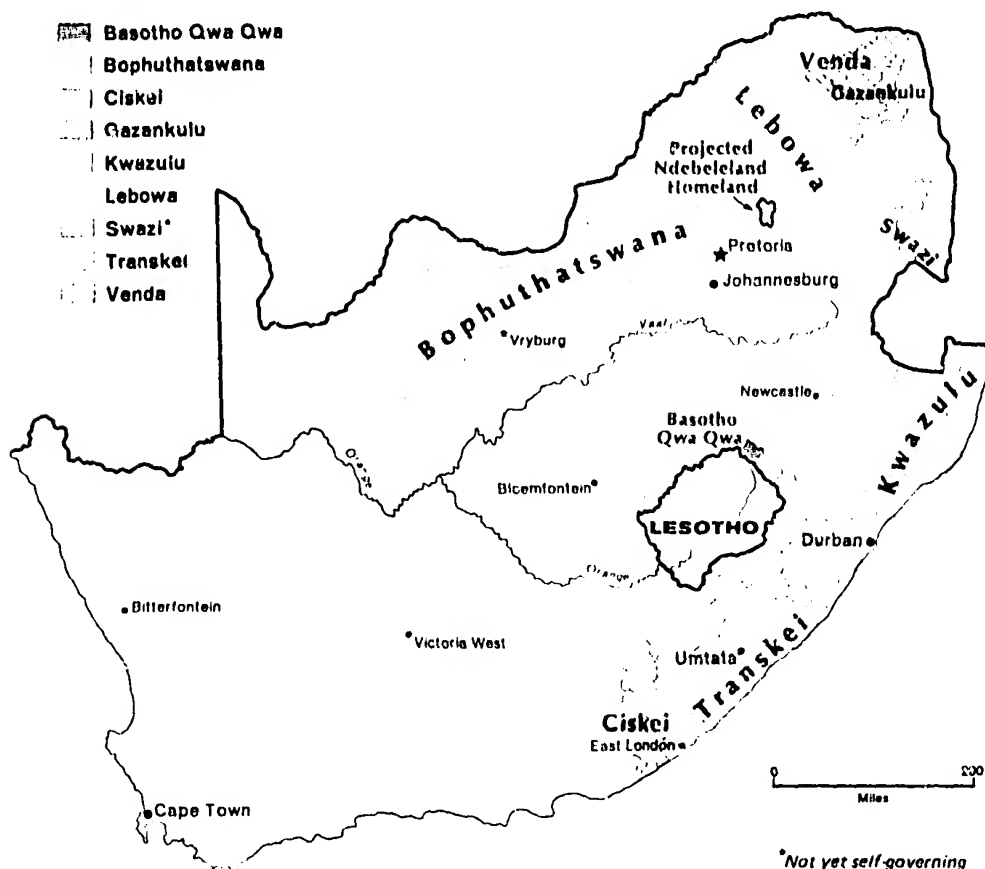 Basotho Qwa Qwa
Bophuthatswana
Ciskei
Gazankulu
Kwazulu
Lebowa
Swazi*
Transkei
Venda
Venda
Gazankulu
Lebowa
Projected
Ndebeleland
Homeland
Swazi
Pretoria
Johannesburg
Bophuthatswana
Vaal
Vryburg
Newcastle
Kwazulu
Basotho
Qwa Qwa
Orange
Bloemfontein
LESOTHO
Durban
Orange
Bitterfontein
Victoria West
Umtata
Transkei
Ciskei
East London
0 200
Miles
Cape Town
*Not yet self-governing